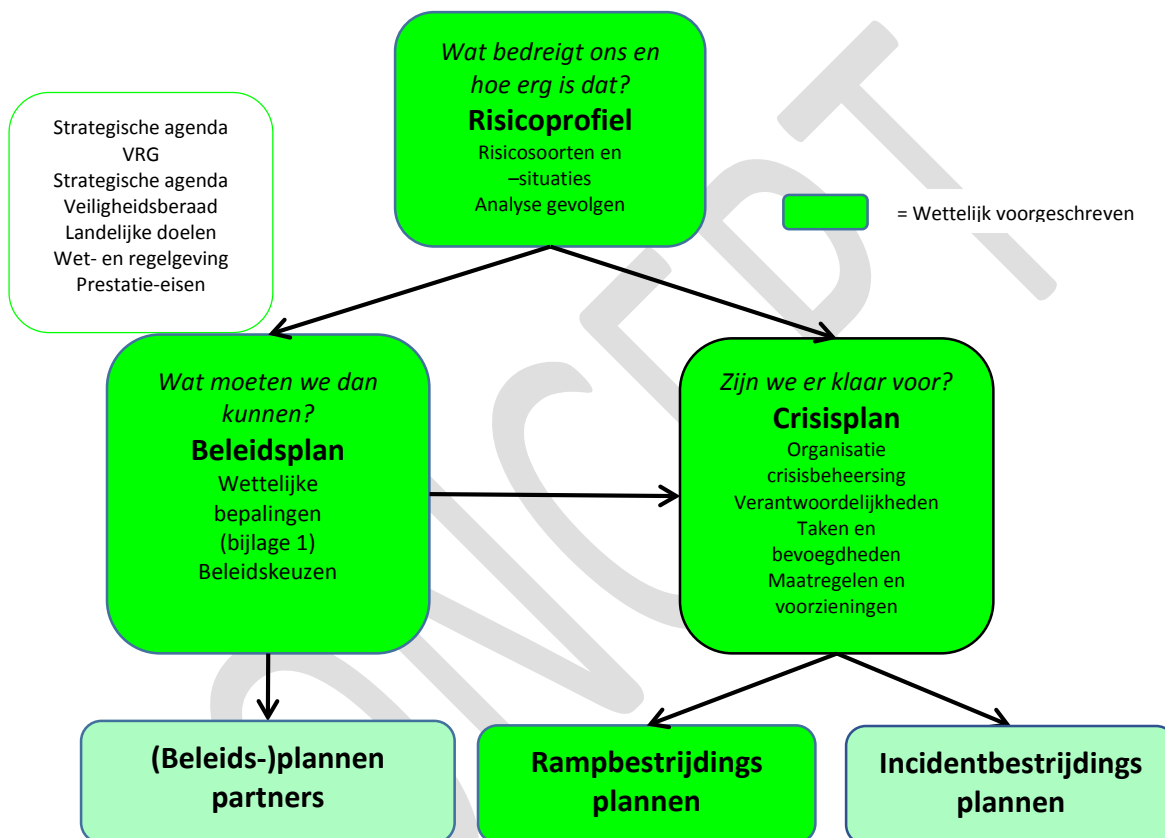 Wat bedreigt ons en
hoe erg is dat?
Risicoprofiel
Risicosoorten en
–situaties
Analyse gevolgen
Strategische agenda
VRG
Strategische agenda
Veiligheidsberaad
Landelijke doelen
Wet- en regelgeving
Prestatie-eisen
= Wettelijk voorgeschreven
Wat moeten we dan
kunnen?
Beleidsplan
Wettelijke
bepalingen
(bijlage 1)
Beleidskeuzen
Zijn we er klaar voor?
Crisisplan
Organisatie
crisisbeheersing
Verantwoordelijkheden
Taken en
bevoegdheden
Maatregelen en
voorzieningen
(Beleids-)plannen
partners
Rampbestrijdings
plannen
Incidentbestrijdings
plannen